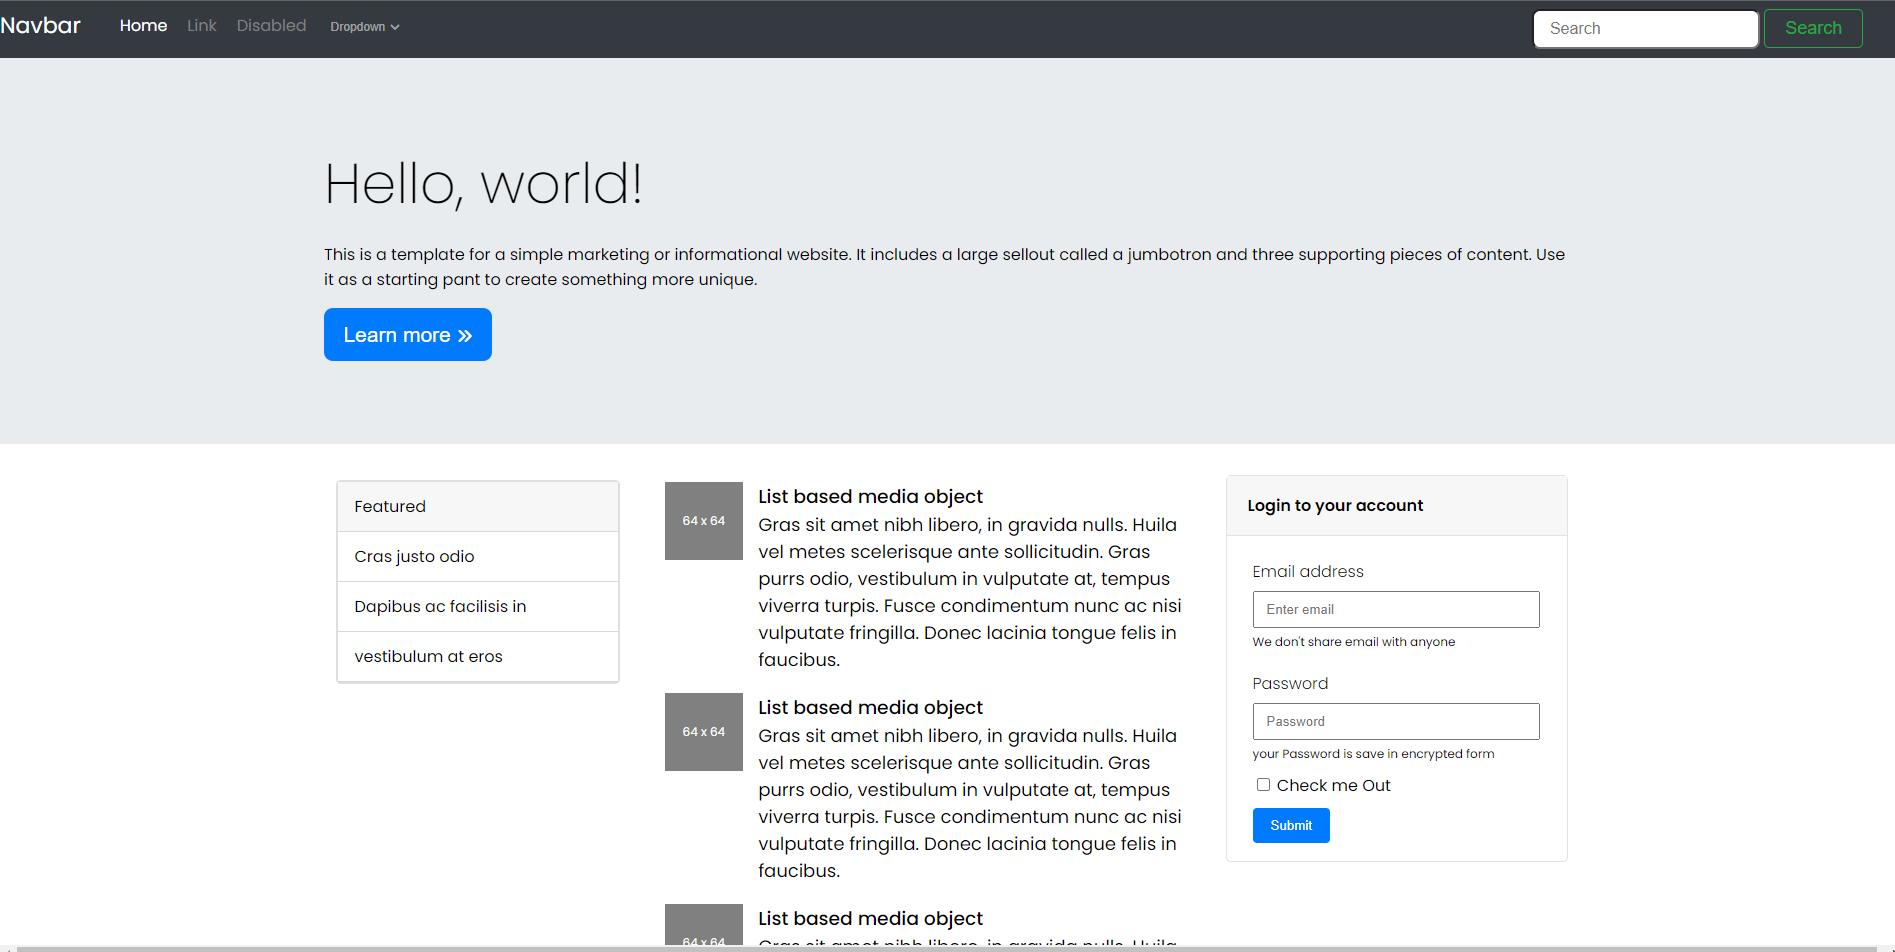 Navbar Home Link Disabled Dropdown Search Search
Hello, world!
This is a template for a simple marketing or informational website. It includes a large sellout called a jumbotron and three supporting pieces of content. Use
it as a starting pant to create something more unique.
Learn more »
Featured
Cras justo odio
Dapibus ac facilisis in
vestibulum at eros
64 x 64
List based media object
Gras sit amet nibh libero, in gravida nulls. Huila
vel metes scelerisque ante sollicitudin. Gras
purrs odio, vestibulum in vulputate at, tempus
viverra turpis. Fusce condimentum nunc ac nisi
vulputate fringilla. Donec lacinia tongue felis in
faucibus.
64 x 64
List based media object
Gras sit amet nibh libero, in gravida nulls. Huila
vel metes scelerisque ante sollicitudin. Gras
purrs odio, vestibulum in vulputate at, tempus
viverra turpis. Fusce condimentum nunc ac nisi
vulputate fringilla. Donec lacinia tongue felis in
faucibus.
64 x 64
List based media object
Gras sit amet nibh libero, in gravida nulls. Huila
Login to your account
Email address
Enter email
We don't share email with anyone
Password
Password
your Password is save in encrypted form
Check me Out
Submit